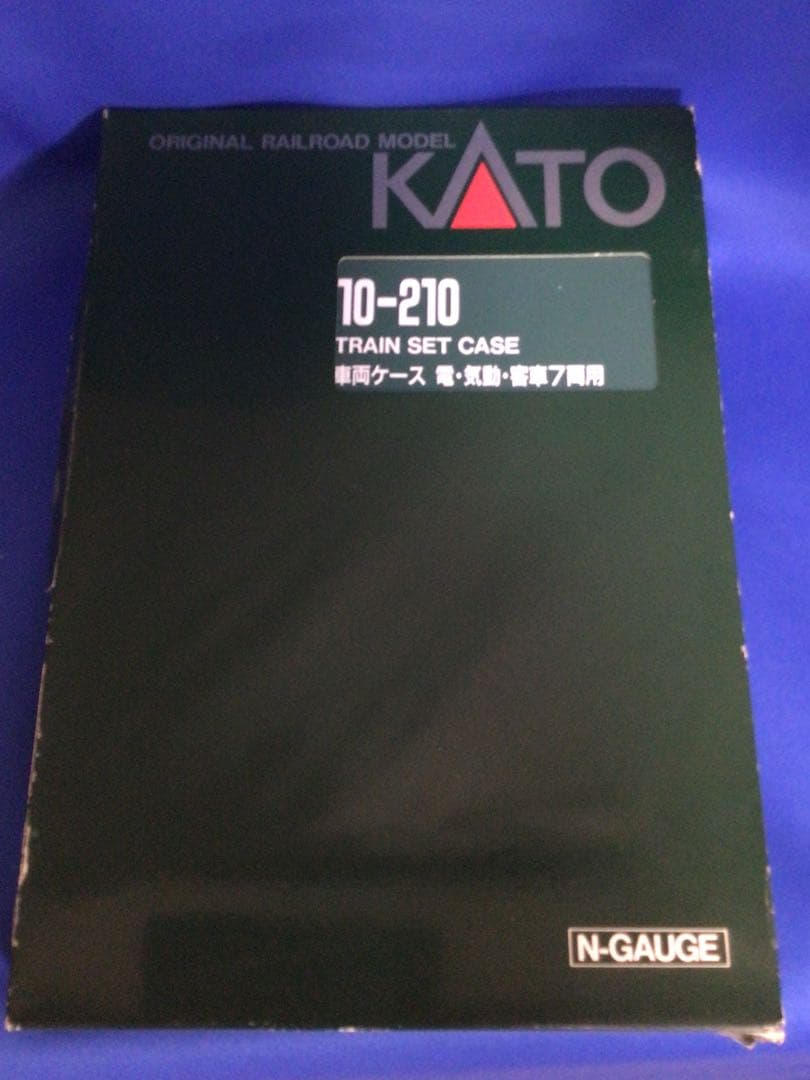 ORIGINAL RAILROAD MODEL
KATO
10-210
TRAIN SET CASE
車両ケース 電・気動・客車7両用
N-GAUGE